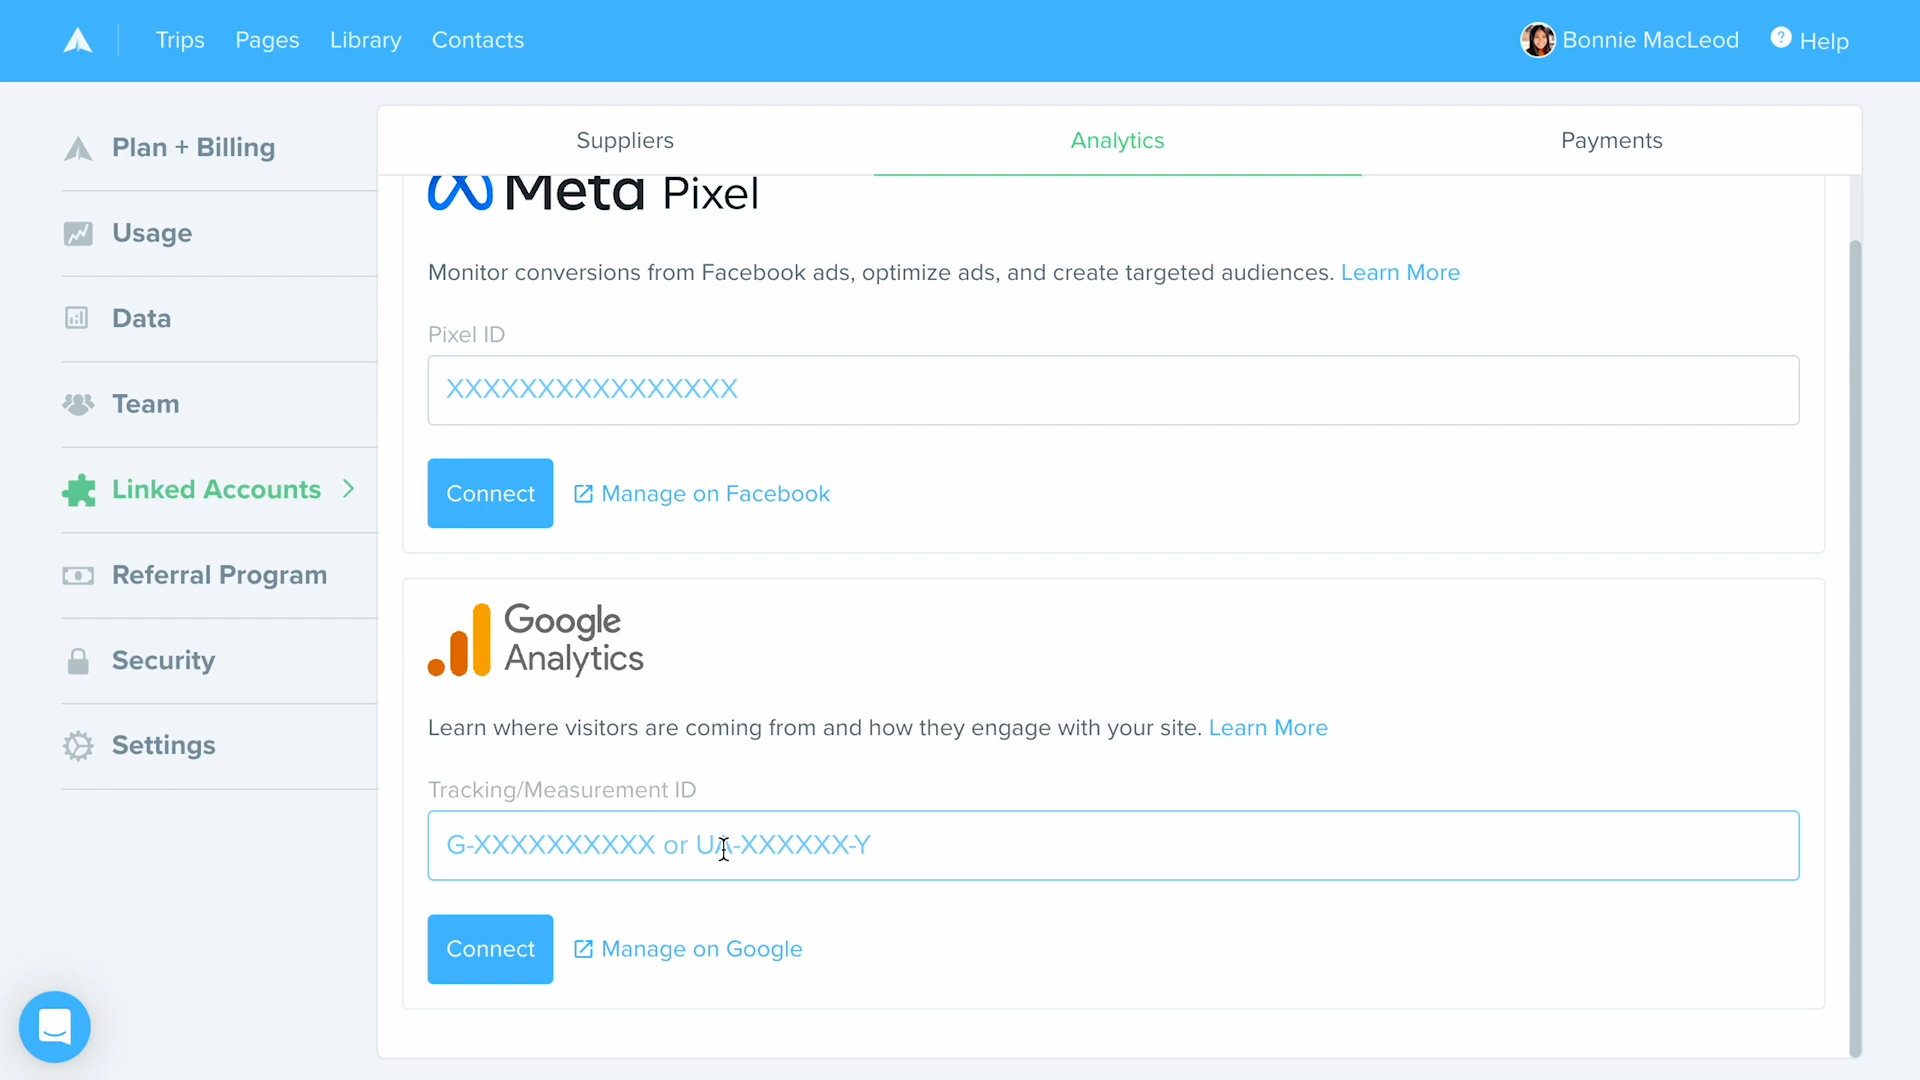 Trips Pages Library Contacts
Bonnie MacLeod ? Help
Plan + Billing
Usage
Data
Team
Linked Accounts
Referral Program
Security
Settings
Suppliers Analytics Payments
Meta Pixel
Monitor conversions from Facebook ads, optimize ads, and create targeted audiences. Learn More
Pixel ID
XXXXXXXXXXXXXXXX
Connect Manage on Facebook
Google
Analytics
Learn where visitors are coming from and how they engage with your site. Learn More
Tracking/Measurement ID
G-XXXXXXXXXX or UA-XXXXXX-Y
Connect Manage on Google